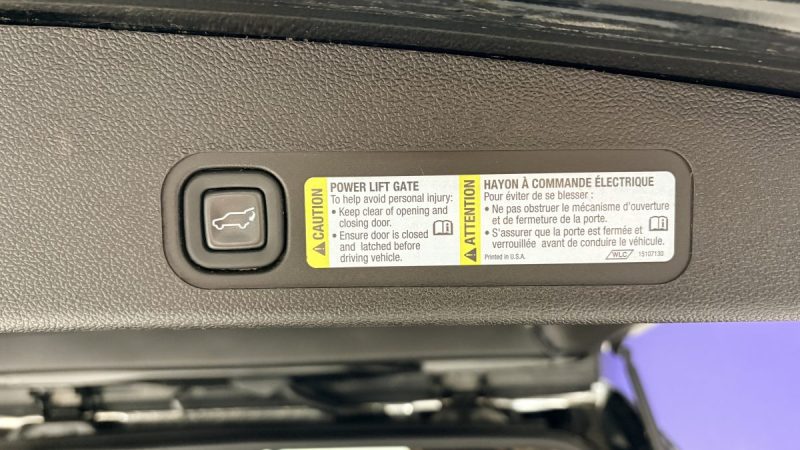 CAUTION
POWER LIFT GATE
To help avoid personal injury:
• Keep clear of opening and
closing door.
• Ensure door is closed
and latched before
driving vehicle.
ATTENTION
HAYON À COMMANDE ÉLECTRIQUE
Pour éviter de se blesser :
• Ne pas obstruer le mécanisme d'ouverture
et de fermeture de la porte.
• S'assurer que la porte est fermée et
verrouillée avant de conduire le véhicule.
Printed in U.S.A.
WLC
15107130